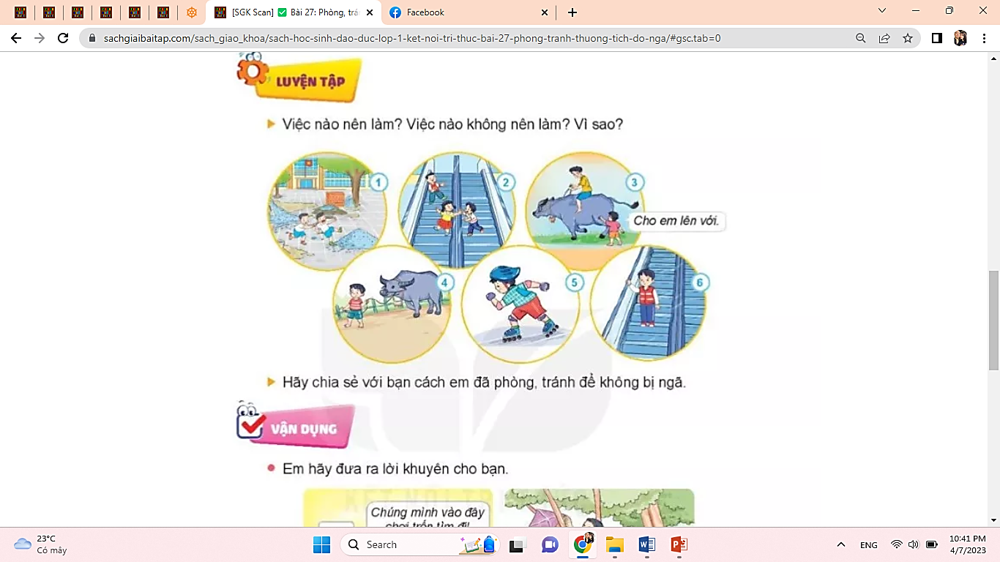 [SGK Scan] ✅ Bài 27: Phòng, trá
Facebook
sachgiaibaitap.com/sach_giao_khoa/sach-hoc-sinh-dao-duc-lop-1-ket-noi-tri-thuc-bai-27-phong-tranh-thuong-tich-do-nga/#gsc.tab=0
LUYỆN TẬP
Việc nào nên làm? Việc nào không nên làm? Vì sao?
1
2
3
Cho em lên với.
4
5
6
Hãy chia sẻ với bạn cách em đã phòng, tránh để không bị ngã.
VẬN DỤNG
Em hãy đưa ra lời khuyên cho bạn.
Chúng mình vào đây
chơi trốn tìm đi!
23°C
Có mây
Search
ENG
10:41 PM
4/7/2023